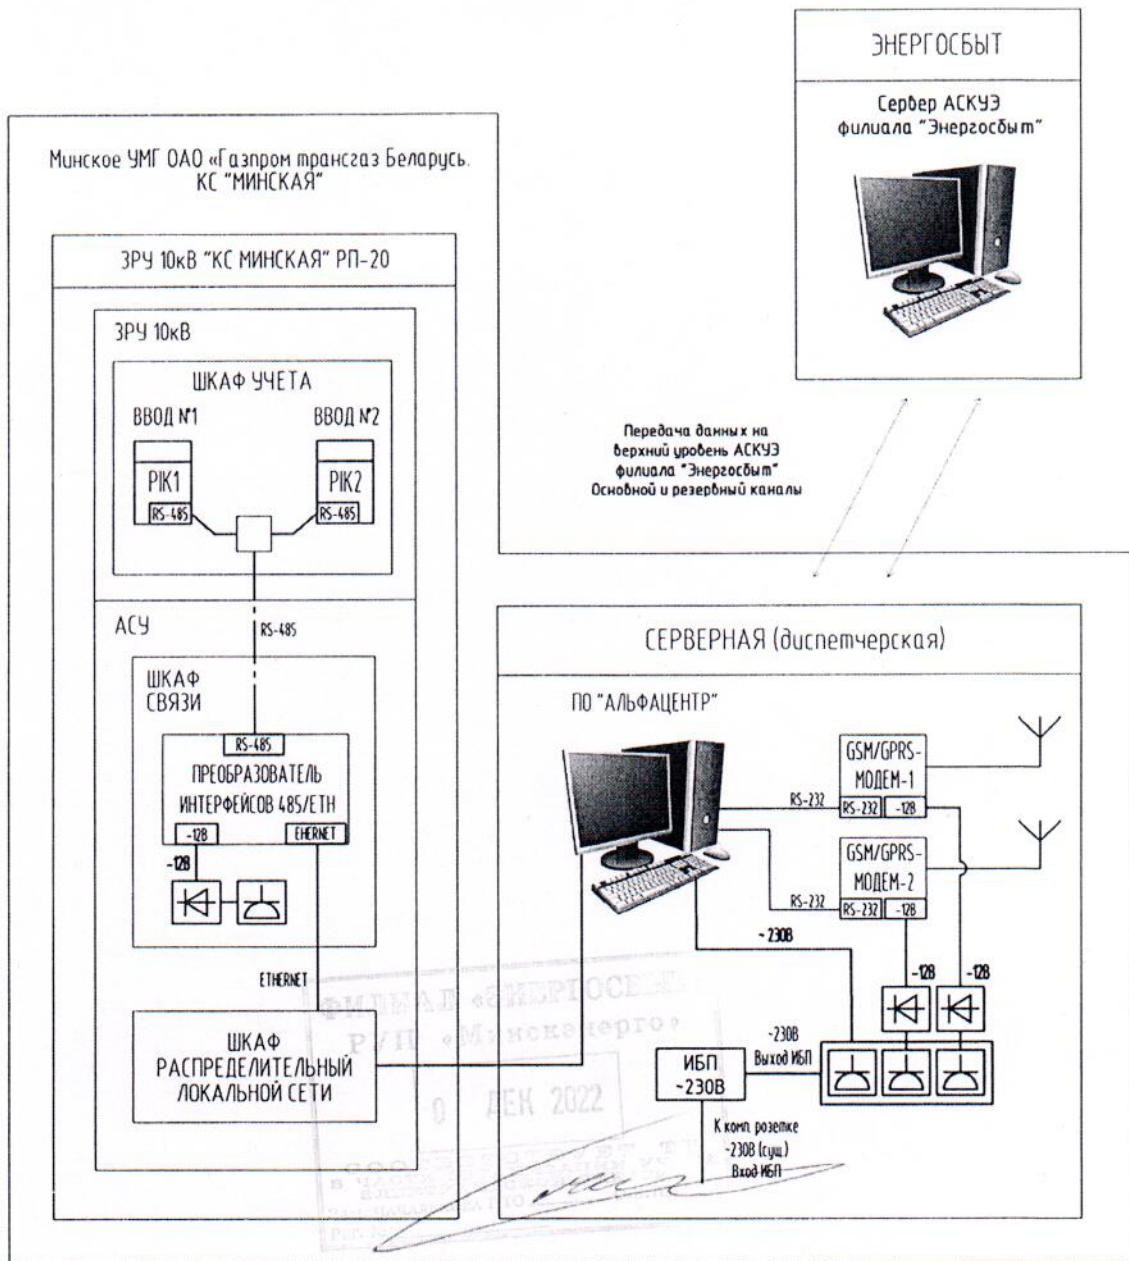 ЭНЕРГОСБЫТ
Сервер АСКУЭ
филиала "Энергосбыт"
Минское УМГ ОАО «Газпром трансгаз Беларусь.
КС "МИНСКАЯ"
ЗРУ 10кВ "КС МИНСКАЯ" РП-20
ЗРУ 10кВ
ШКАФ УЧЕТА
ВВОД №1
ВВОД №2
PIK1
PIK2
RS-485
RS-485
Передача данных на
верхний уровень АСКУЭ
филиала "Энергосбыт"
Основной и резервный каналы
АСУ
RS-485
ШКАФ
СВЯЗИ
RS-485
ПРЕОБРАЗОВАТЕЛЬ
ИНТЕРФЕЙСОВ 485/ETH
-12В
EHERNET
-12В
ETHERNET
ШКАФ
РАСПРЕДЕЛИТЕЛЬНЫЙ
ЛОКАЛЬНОЙ СЕТИ
СЕРВЕРНАЯ (диспетчерская)
ПО "АЛЬФАЦЕНТР"
GSM/GPRS-
МОДЕМ-1
RS-232
RS-232
-12В
GSM/GPRS-
МОДЕМ-2
RS-232
RS-232
-12В
~230В
-12В
-12В
~230В
Выход ИБП
ИБП
~230В
К комп. розетке
~230В (сущ.)
Вход ИБП
ФИЛИАЛ «ЭНЕРГОСБЫТ»
РУП «Минскэнерго»
ДЕК 2022